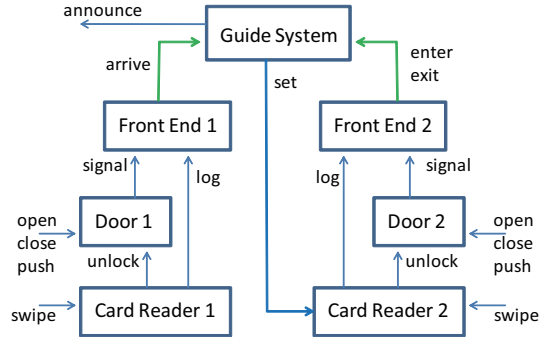 announce
Guide System
arrive
enter
exit
set
Front End 1
Front End 2
signal
log
log
signal
open
close
push
Door 1
Door 2
open
close
push
unlock
unlock
swipe
Card Reader 1
Card Reader 2
swipe